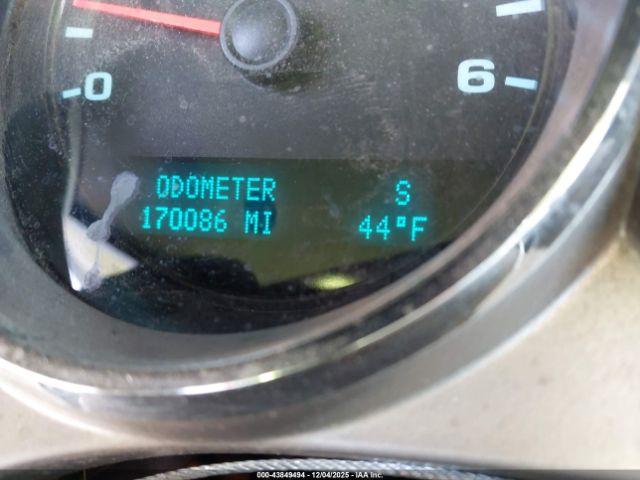 0
6
ODOMETER S
170086 MI 44°F
000-43849494 - 12/04/2025 - IAA Inc.